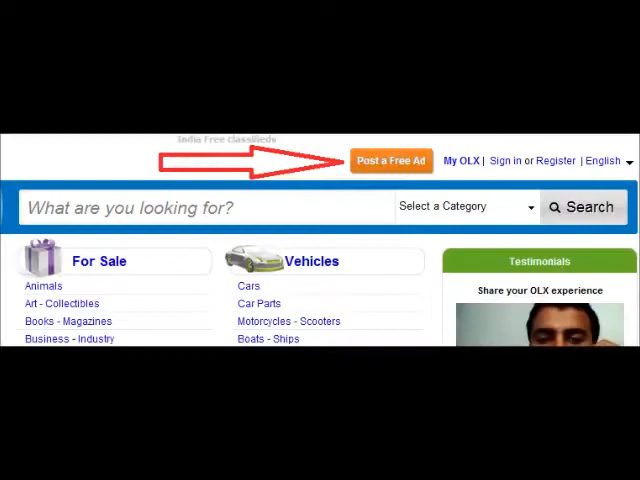 India Free classifieds
Post a Free Ad My OLX | Sign in or Register | English
What are you looking for? Select a Category Search
For Sale Vehicles Testimonials
Animals Cars Share your OLX experience
Art - Collectibles Car Parts
Books - Magazines Motorcycles - Scooters
Business - Industry Boats - Ships